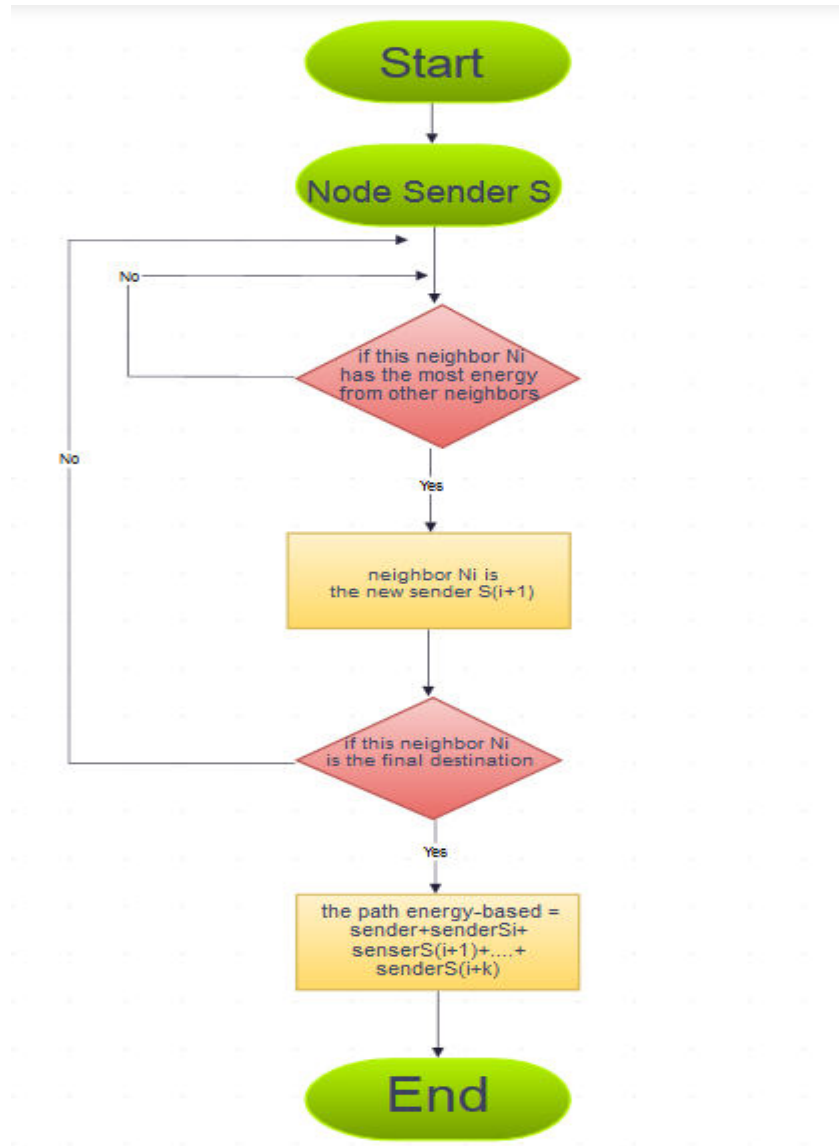 Start
Node Sender S
No
if this neighbor Ni
has the most energy
from other neighbors
No
Yes
neighbor Ni is
the new sender S(i+1)
if this neighbor Ni
is the final destination
Yes
the path energy-based =
sender+senderSi+
senserS(i+1)+....+
senderS(i+k)
End